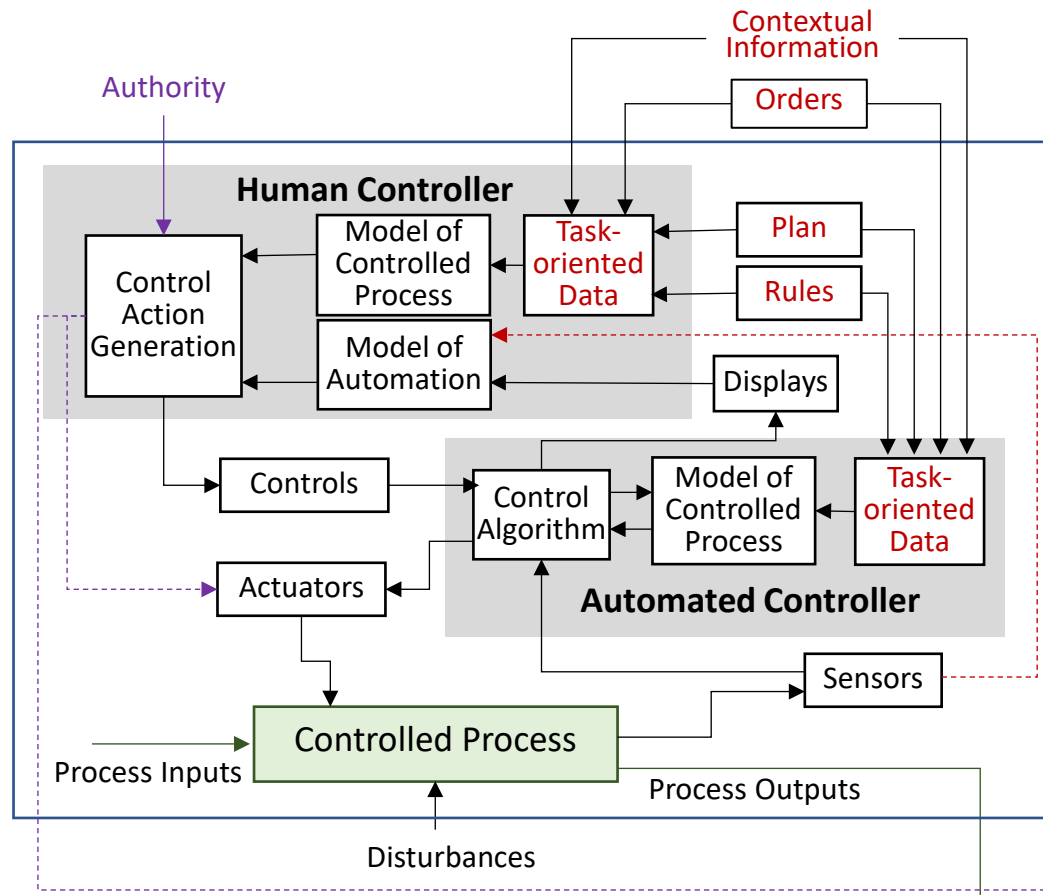 Contextual
Information
Authority
Orders
Human Controller
Model of
Controlled
Process
Task-
oriented
Data
Plan
Rules
Control
Action
Generation
Model of
Automation
Displays
Controls
Control
Algorithm
Model of
Controlled
Process
Task-
oriented
Data
Actuators
Automated Controller
Sensors
Controlled Process
Process Inputs
Process Outputs
Disturbances